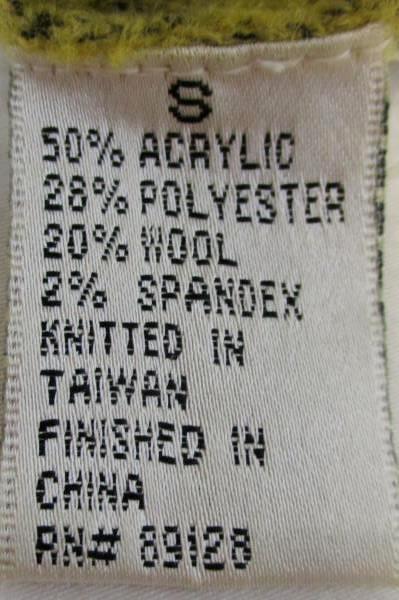 S
50% ACRYLIC
28% POLYESTER
20% WOOL
2% SPANDEX
KNITTED IN
TAIWAN
FINISHED IN
CHINA
RN# 89128